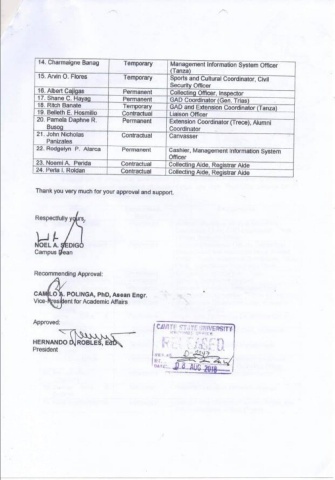 14. Charmaigne Banag Temporary Management Information System Officer
(Tanza)
15. Arvin O. Flores Temporary Sports and Cultural Coordinator, Civil
Security Officer
16. Albert Cajigas Permanent Collecting Officer, Inspector
17. Shane C. Hayag Permanent GAD Coordinator (Gen. Trias)
18. Ritch Banate Temporary GAD and Extension Coordinator (Tanza)
19. Belleth E. Hosmillo Contractual Liaison Officer
20. Pamela Daphne R. Permanent Extension Coordinator (Trece), Alumni
Busog Coordinator
21. John Nicholas Contractual Canvasser
Panizales
22. Rodgelyn P. Alarca Permanent Cashier, Management Information System
Officer
23. Noemi A. Perida Contractual Collecting Aide, Registrar Aide
24. Perla I. Roldan Contractual Collecting Aide, Registrar Aide
Thank you very much for your approval and support.
Respectfully yours,
NOEL A. SEDIGO
Campus Dean
Recommending Approval:
CAMILO A. POLINGA, PhD, Asean Engr.
Vice-President for Academic Affairs
Approved:
HERNANDO D. ROBLES, EdD
President
CAVITE STATE UNIVERSITY
RELEASED
DATE: 08 AUG 2018